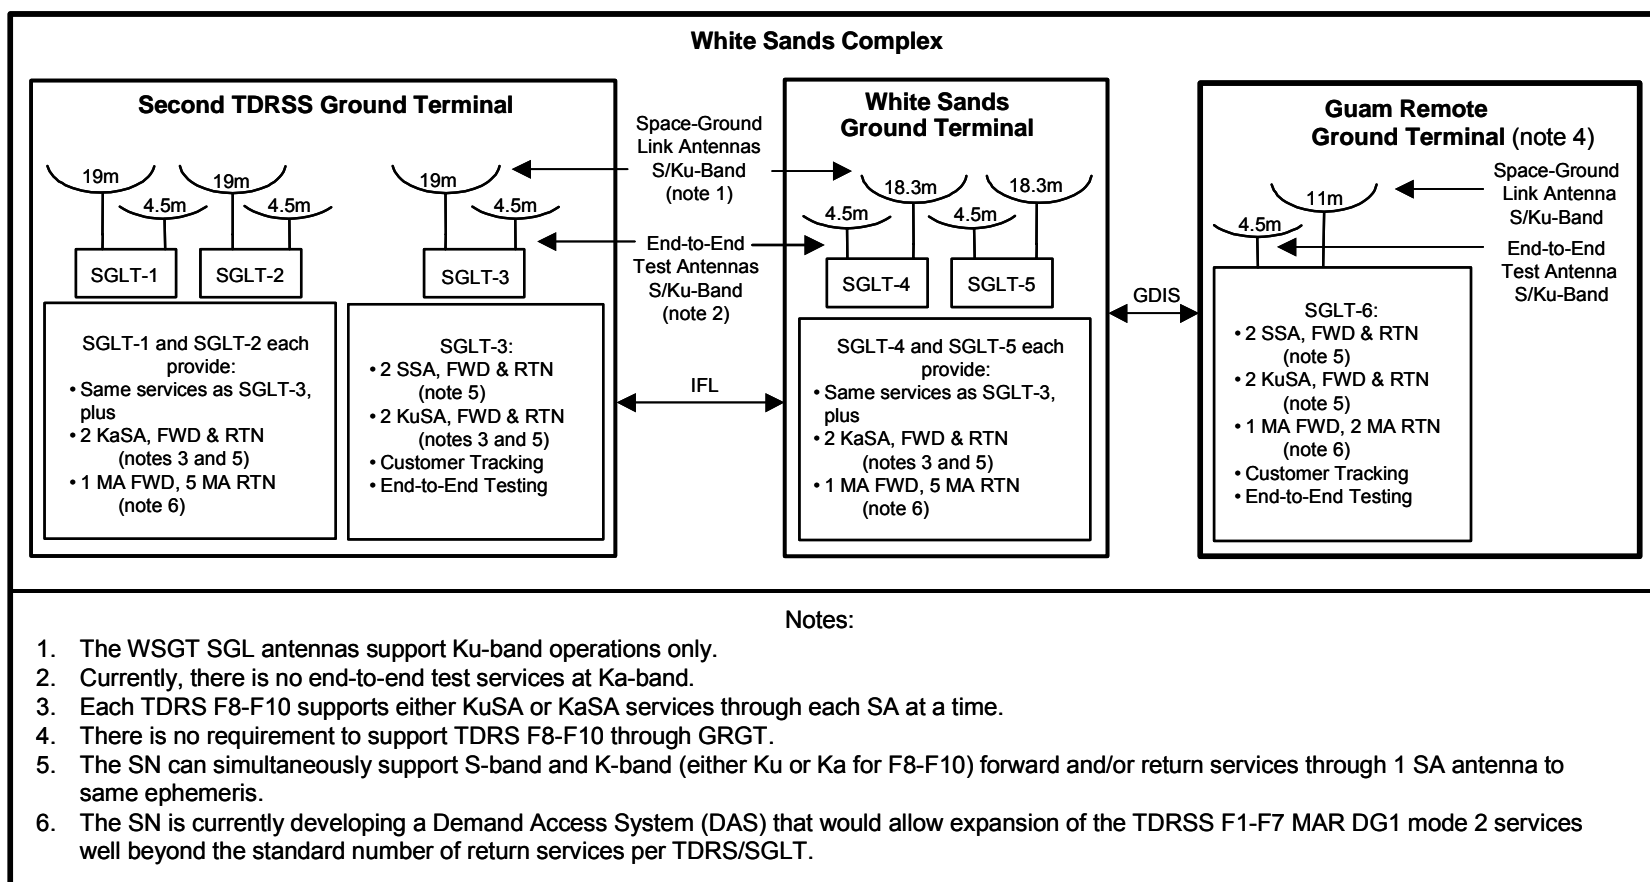 White Sands Complex
Second TDRSS Ground Terminal
19m
4.5m
19m
4.5m
SGLT-1
SGLT-2
19m
4.5m
SGLT-3
SGLT-1 and SGLT-2 each
provide:
• Same services as SGLT-3,
plus
• 2 KaSA, FWD & RTN
(notes 3 and 5)
• 1 MA FWD, 5 MA RTN
(note 6)
SGLT-3:
• 2 SSA, FWD & RTN
(note 5)
• 2 KuSA, FWD & RTN
(notes 3 and 5)
• Customer Tracking
• End-to-End Testing
Space-Ground
Link Antennas
S/Ku-Band
(note 1)
End-to-End
Test Antennas
S/Ku-Band
(note 2)
IFL
White Sands
Ground Terminal
4.5m
18.3m
4.5m
18.3m
SGLT-4
SGLT-5
SGLT-4 and SGLT-5 each
provide:
• Same services as SGLT-3,
plus
• 2 KaSA, FWD & RTN
(notes 3 and 5)
• 1 MA FWD, 5 MA RTN
(note 6)
GDIS
Guam Remote
Ground Terminal (note 4)
4.5m
11m
Space-Ground
Link Antenna
S/Ku-Band
End-to-End
Test Antenna
S/Ku-Band
SGLT-6:
• 2 SSA, FWD & RTN
(note 5)
• 2 KuSA, FWD & RTN
(note 5)
• 1 MA FWD, 2 MA RTN
(note 6)
• Customer Tracking
• End-to-End Testing
Notes:
1. The WSGT SGL antennas support Ku-band operations only.
2. Currently, there is no end-to-end test services at Ka-band.
3. Each TDRS F8-F10 supports either KuSA or KaSA services through each SA at a time.
4. There is no requirement to support TDRS F8-F10 through GRGT.
5. The SN can simultaneously support S-band and K-band (either Ku or Ka for F8-F10) forward and/or return services through 1 SA antenna to
same ephemeris.
6. The SN is currently developing a Demand Access System (DAS) that would allow expansion of the TDRSS F1-F7 MAR DG1 mode 2 services
well beyond the standard number of return services per TDRS/SGLT.